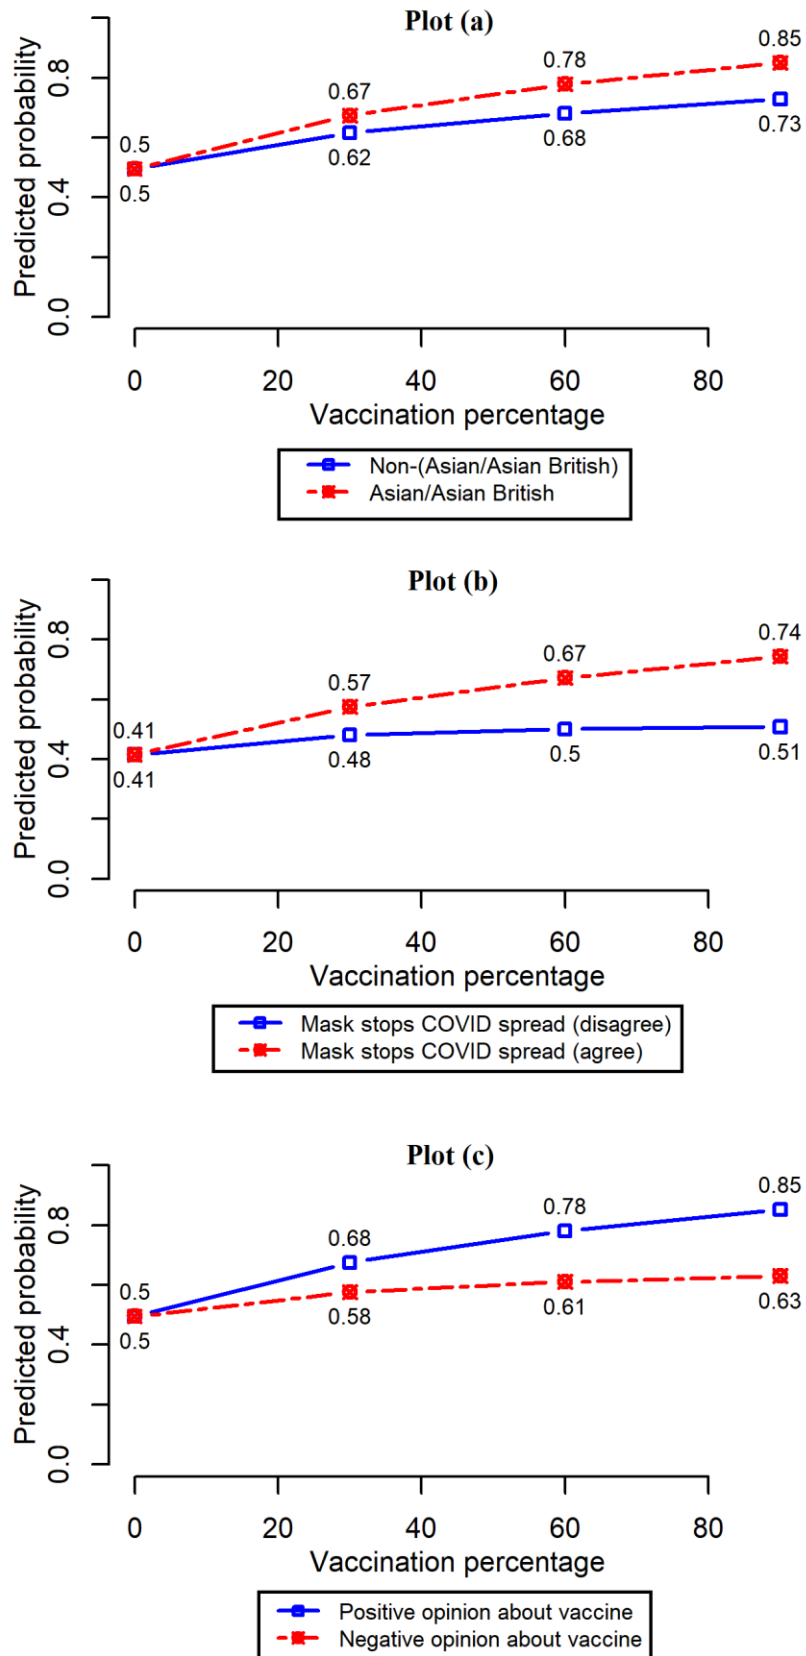 Plot (a)
Predicted probability
0.0
0.4
0.8
0.5
0.5
0.67
0.62
0.78
0.68
0.85
0.73
0 20 40 60 80
Vaccination percentage
Non-(Asian/Asian British)
Asian/Asian British
Plot (b)
Predicted probability
0.0
0.4
0.8
0.41
0.41
0.57
0.48
0.67
0.5
0.74
0.51
0 20 40 60 80
Vaccination percentage
Mask stops COVID spread (disagree)
Mask stops COVID spread (agree)
Plot (c)
Predicted probability
0.0
0.4
0.8
0.5
0.5
0.68
0.58
0.78
0.61
0.85
0.63
0 20 40 60 80
Vaccination percentage
Positive opinion about vaccine
Negative opinion about vaccine